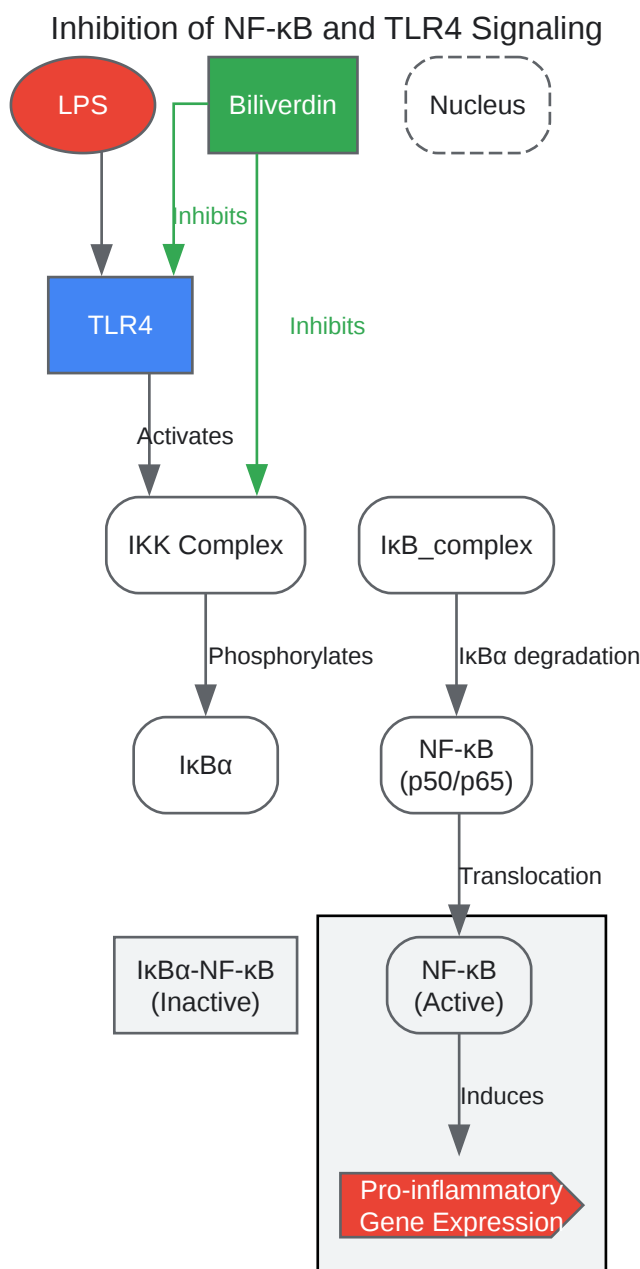 Inhibition of NF-κB and TLR4 Signaling
LPS
Biliverdin
Nucleus
Inhibits
TLR4
Inhibits
Activates
IKK Complex
IκB_complex
Phosphorylates
IκBα degradation
IκBα
NF-κB
(p50/p65)
Translocation
IκBα-NF-κB
(Inactive)
NF-κB
(Active)
Induces
Pro-inflammatory
Gene Expression